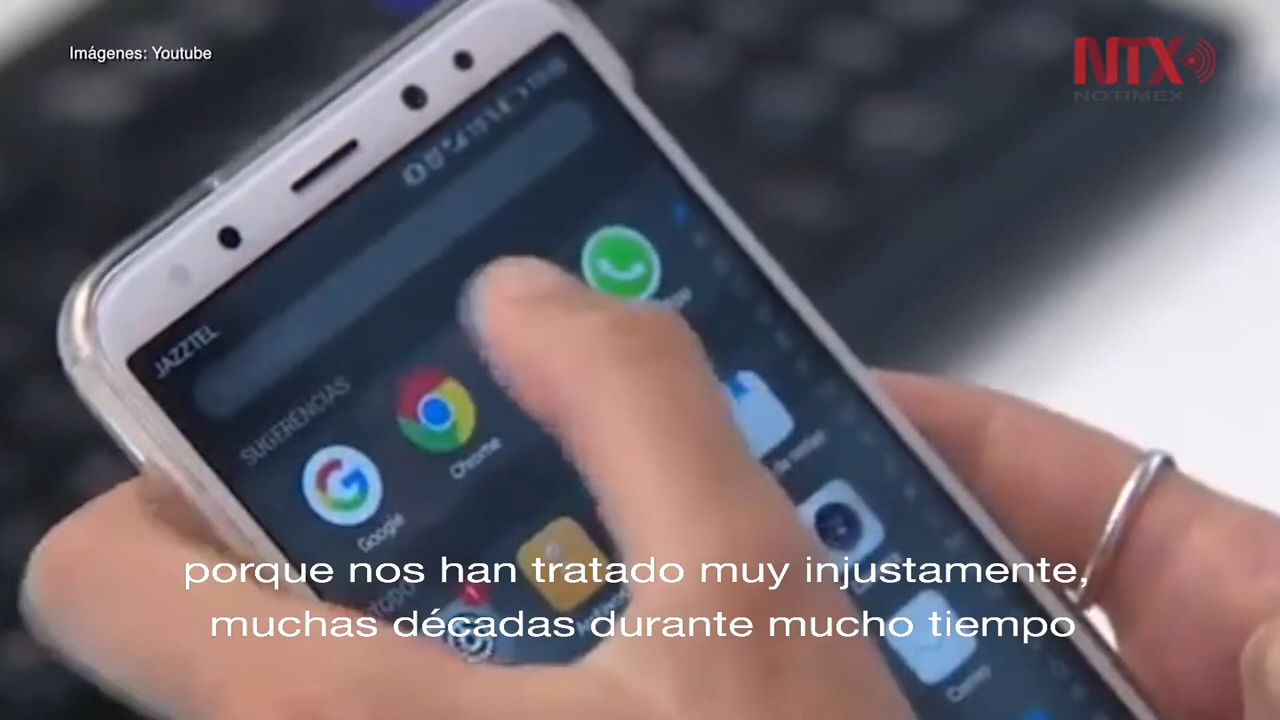 Imágenes: Youtube
NTX
NOTIMEX
JAZZTEL
SUGERENCIAS
Chrome
Google
porque nos han tratado muy injustamente,
muchas décadas durante mucho tiempo
Correo